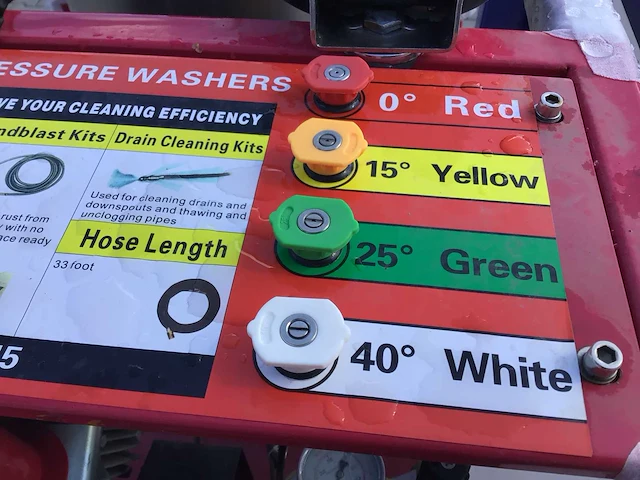 ESSURE WASHERS
VE YOUR CLEANING EFFICIENCY
ndblast Kits
Drain Cleaning Kits
rust from
with no
ace ready
Used for cleaning drains and
downspouts and thawing and
unclogging pipes
Hose Length
33 foot
5
0° Red
15° Yellow
25° Green
40° White